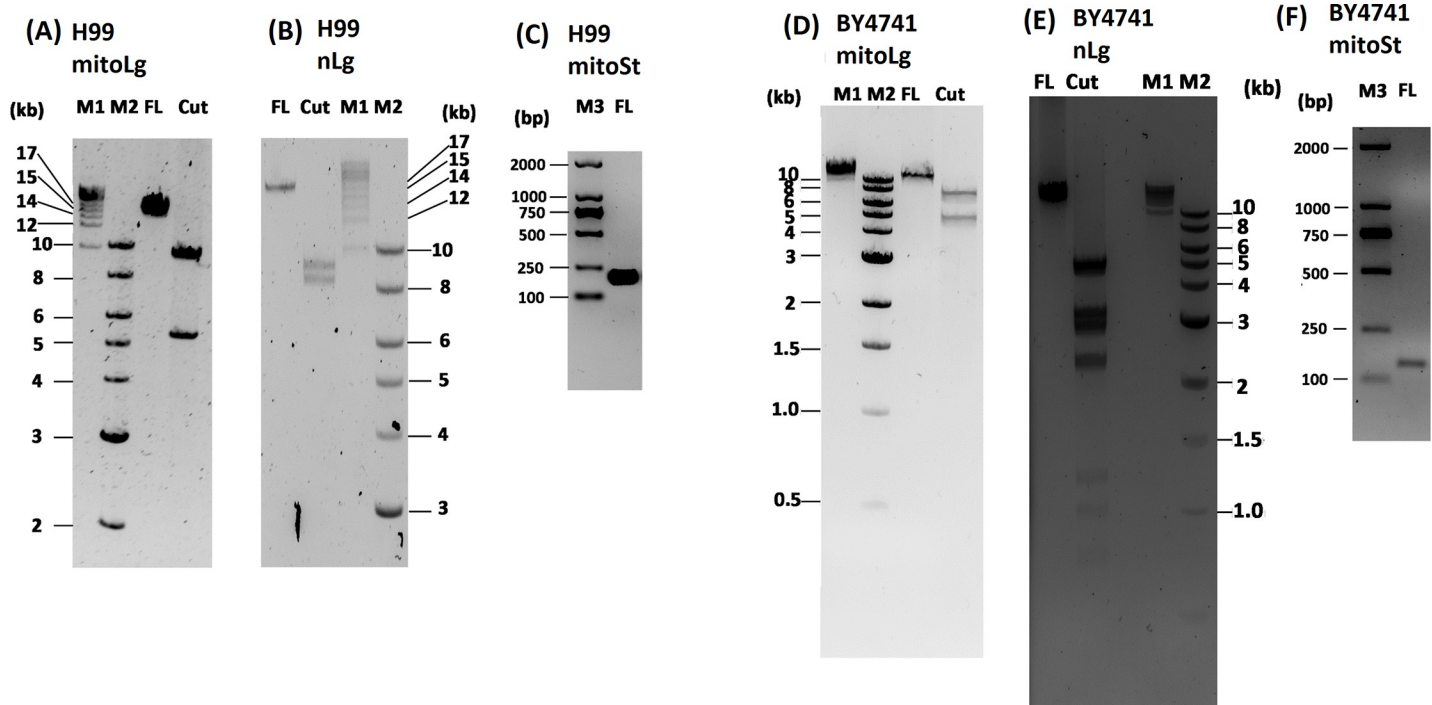 (A) H99
mitoLg
(kb) M1 M2 FL Cut
17
15
14
12
10
8
6
5
4
3
2
(B) H99
nLg
FL Cut M1 M2 (kb)
17
15
14
12
10
8
6
5
4
3
(C) H99
mitoSt
(bp) M3 FL
2000
1000
750
500
250
100
(D) BY4741
mitoLg
(kb) M1 M2 FL Cut
10
8
6
5
4
3
2
1.5
1.0
0.5
(E) BY4741
nLg
FL Cut M1 M2 (kb)
10
8
6
5
4
3
2
1.5
1.0
(F) BY4741
mitoSt
(bp) M3 FL
2000
1000
750
500
250
100